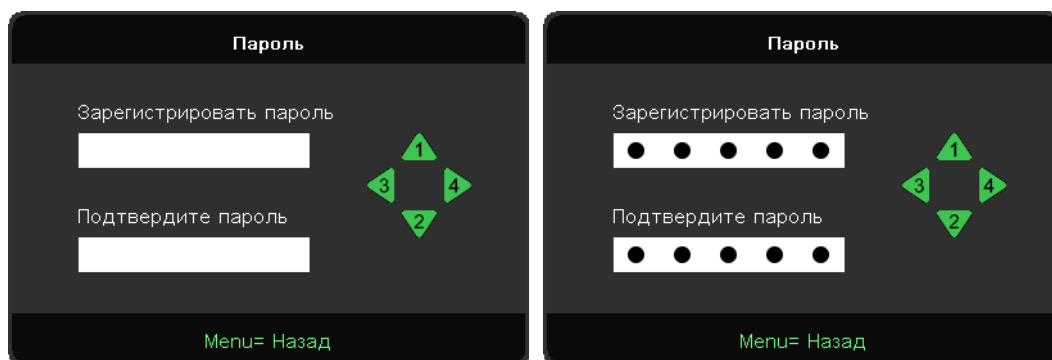 Пароль
Зарегистрировать пароль
1
3
4
Подтвердите пароль
2
Menu= Назад
Пароль
Зарегистрировать пароль
1
3
4
Подтвердите пароль
2
Menu= Назад